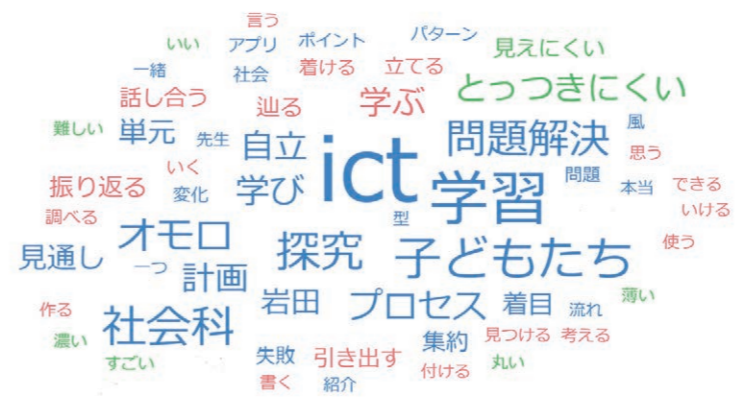 言う
いい アプリ ポイント パターン 見えにくい
一緒 社会 着ける 立てる とっつきにくい
話し合う 辿る 学ぶ
難しい 単元 先生 自立 ict 問題解決 風
思う
振り返る いく 変化 学び 学習 問題 本当 できる
調べる 型 いける
オモロ 探究 子どもたち 使う
見通し 一つ 計画
作る 社会科 岩田 プロセス 着目 流れ 薄い
濃い 失敗 引き出す 集約 見つける 考える
すごい 付ける 丸い
書く 紹介